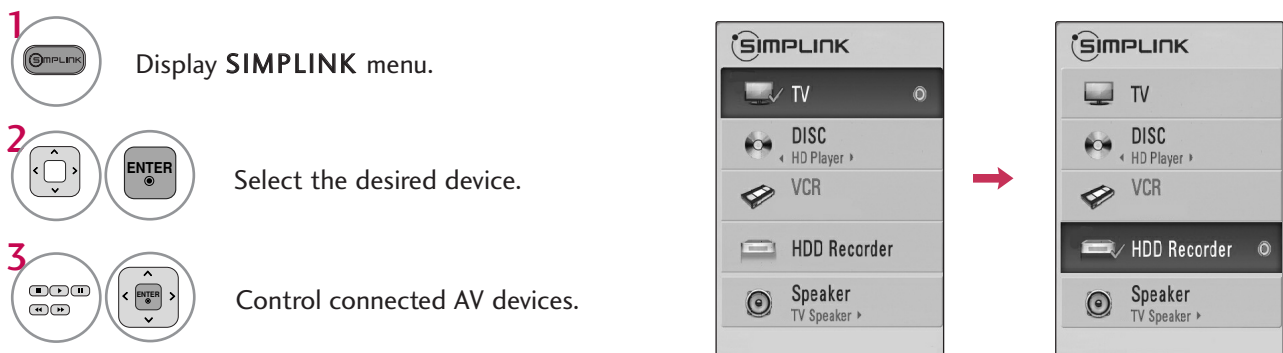 1
SIMPLINK
Display SIMPLINK menu.
2
ENTER
Select the desired device.
3
ENTER
Control connected AV devices.
SIMPLINK
TV
DISC
HD Player
VCR
HDD Recorder
Speaker
TV Speaker
SIMPLINK
TV
DISC
HD Player
VCR
HDD Recorder
Speaker
TV Speaker